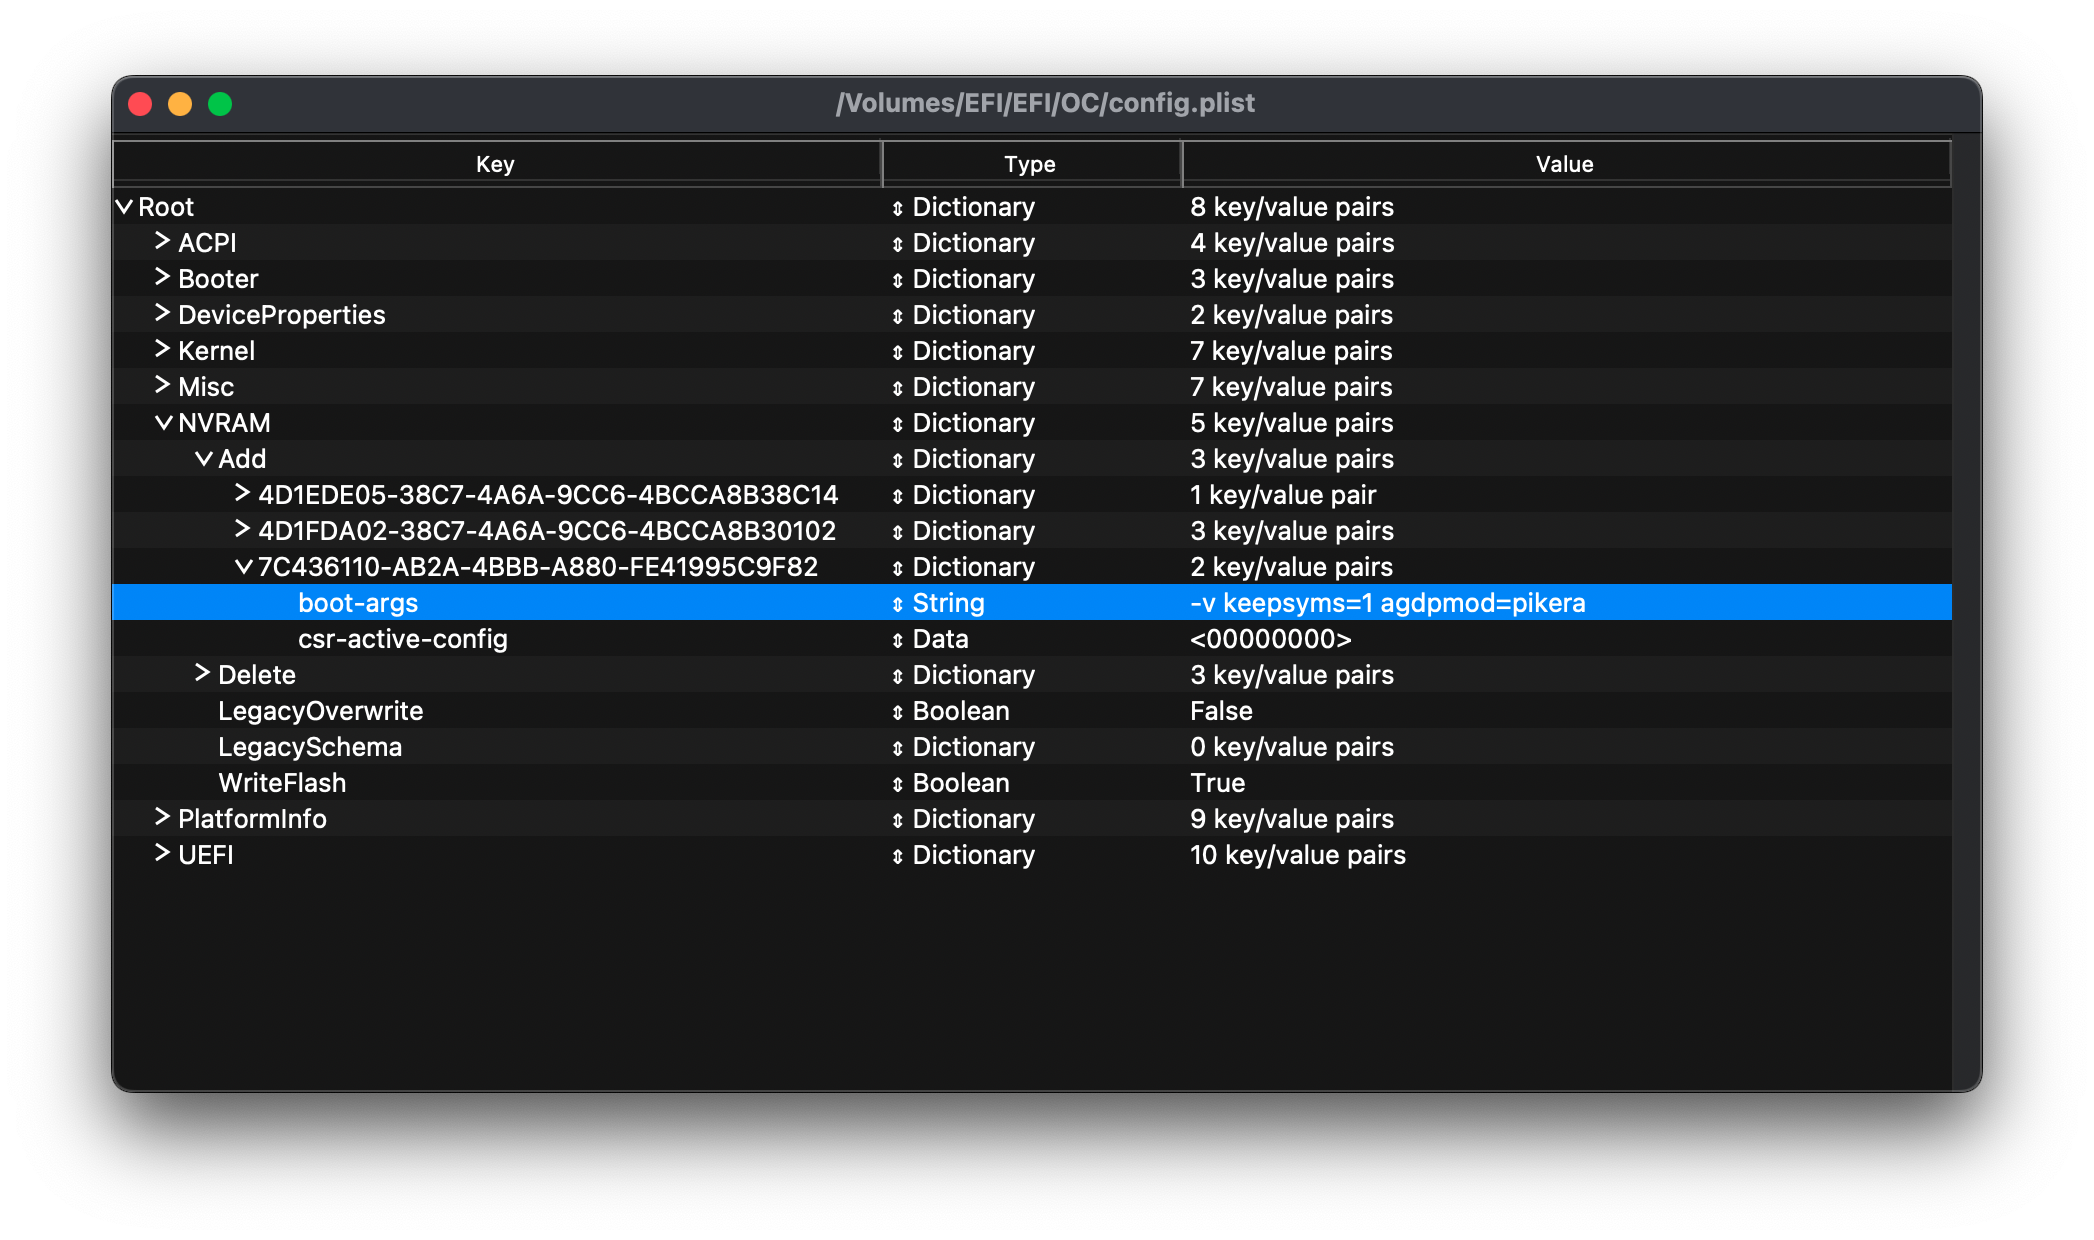 /Volumes/EFI/EFI/OC/config.plist
Key Type Value
Root Dictionary 8 key/value pairs
ACPI Dictionary 4 key/value pairs
Booter Dictionary 3 key/value pairs
DeviceProperties Dictionary 2 key/value pairs
Kernel Dictionary 7 key/value pairs
Misc Dictionary 7 key/value pairs
NVRAM Dictionary 5 key/value pairs
Add Dictionary 3 key/value pairs
4D1EDE05-38C7-4A6A-9CC6-4BCCA8B38C14 Dictionary 1 key/value pair
4D1FDA02-38C7-4A6A-9CC6-4BCCA8B30102 Dictionary 3 key/value pairs
7C436110-AB2A-4BBB-A880-FE41995C9F82 Dictionary 2 key/value pairs
boot-args String -v keepsyms=1 agdpmod=pikera
csr-active-config Data <00000000>
Delete Dictionary 3 key/value pairs
LegacyOverwrite Boolean False
LegacySchema Dictionary 0 key/value pairs
WriteFlash Boolean True
PlatformInfo Dictionary 9 key/value pairs
UEFI Dictionary 10 key/value pairs